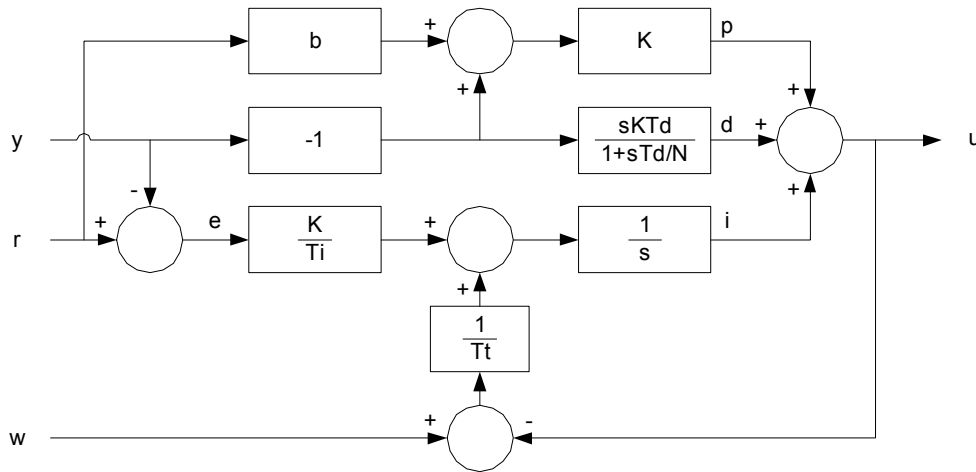 b + K p
+ +
y -1 sKTd d + u
1+sTd/N
- +
r + e K + 1 i
Ti s
+
1
Tt
w + -